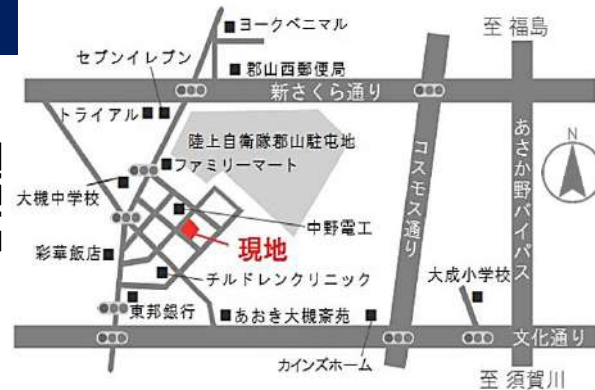 ヨークベニマル
至 福島
セブンイレブン
郡山西郵便局
新さくら通り
トライアル
陸上自衛隊郡山駐屯地
ファミリーマート
大槻中学校
コスモス通り
あさか野バイパス
N
中野電工
現地
彩華飯店
チルドレンクリニック
大成小学校
東邦銀行
あおき大槻斎苑
文化通り
カインズホーム
至 須賀川